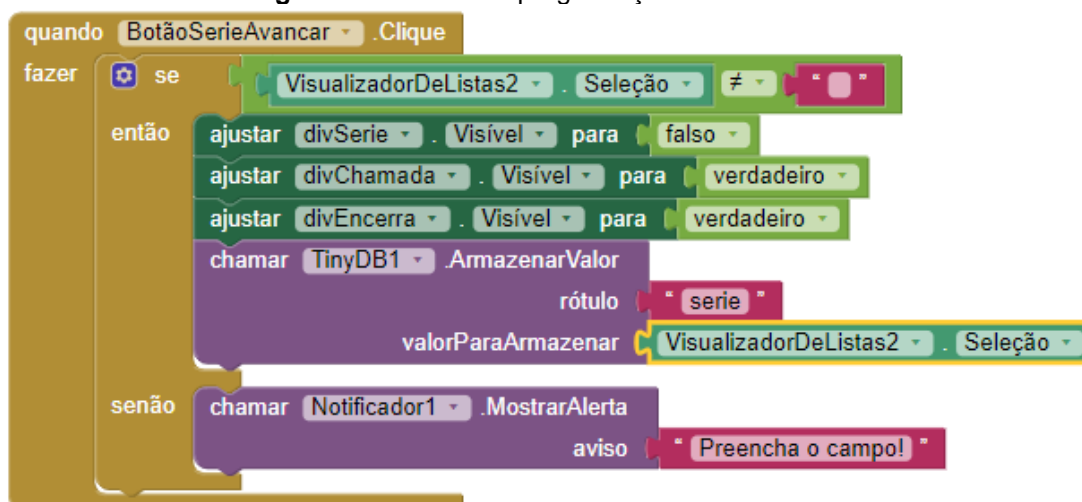 quando BotãoSerieAvancar .Clique
fazer se VisualizadorDeListas2 . Seleção ≠ " "
então ajustar divSerie . Visível para falso
ajustar divChamada . Visível para verdadeiro
ajustar divEncerra . Visível para verdadeiro
chamar TinyDB1 .ArmazenarValor
rótulo " serie "
valorParaArmazenar VisualizadorDeListas2 . Seleção
senão chamar Notificador1 .MostrarAlerta
aviso " Preencha o campo! "